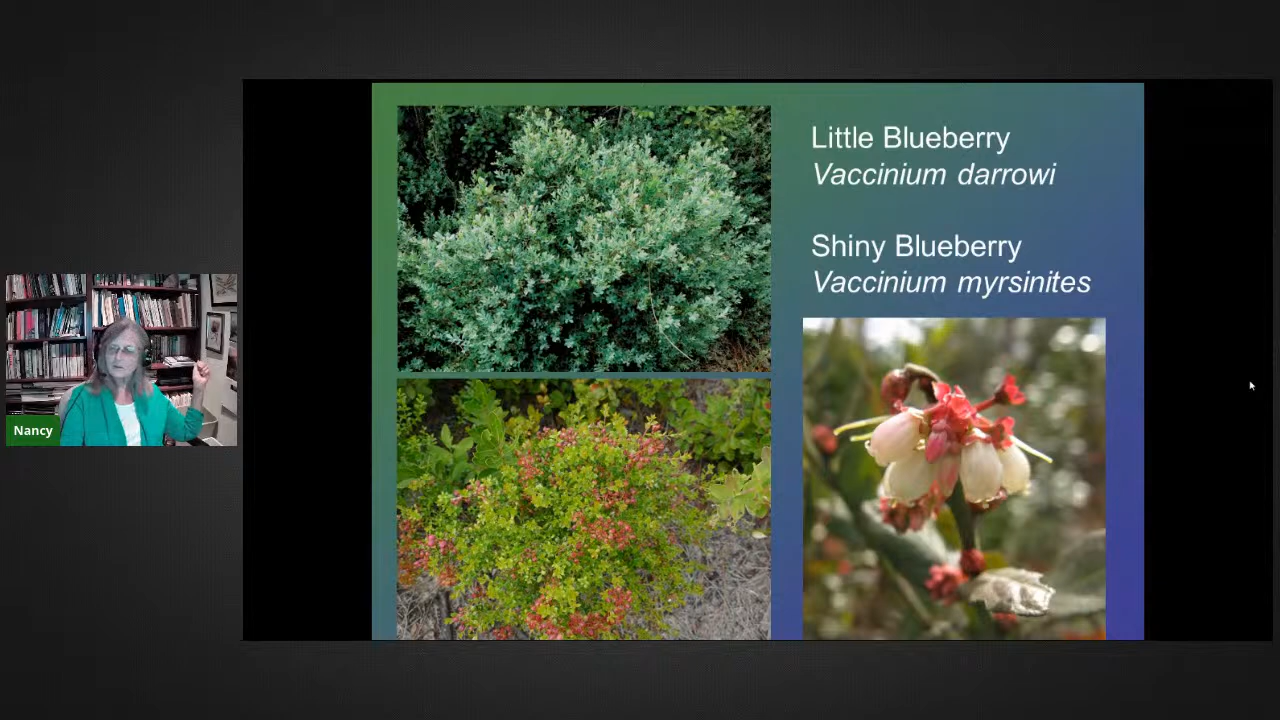 Little Blueberry
Vaccinium darrowi
Shiny Blueberry
Vaccinium myrsinites
Nancy